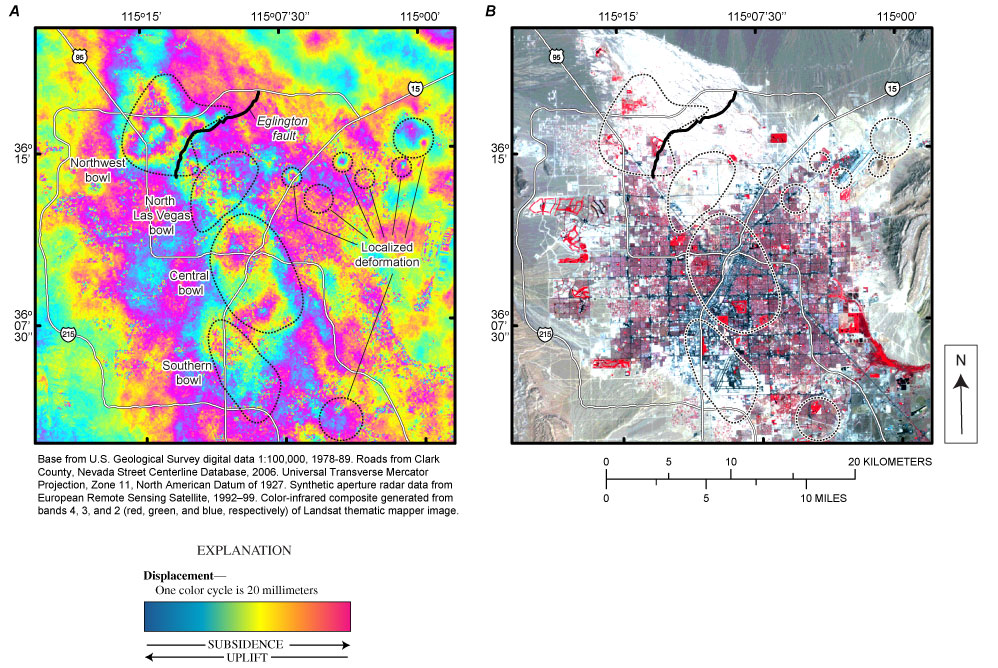 A
115°15'
115°07'30"
115°00'
B
115°15'
115°07'30"
115°00'
95
15
Eglington
fault
36°
15'
Northwest
bowl
North
Las Vegas
bowl
Localized
deformation
Central
bowl
36°
07'
30"
215
Southern
bowl
95
15
36°
15'
36°
07'
30"
215
N
Base from U.S. Geological Survey digital data 1:100,000, 1978-89. Roads from Clark
County, Nevada Street Centerline Database, 2006. Universal Transverse Mercator
Projection, Zone 11, North American Datum of 1927. Synthetic aperture radar data from
European Remote Sensing Satellite, 1992–99. Color-infrared composite generated from
bands 4, 3, and 2 (red, green, and blue, respectively) of Landsat thematic mapper image.
0 5 10 20 KILOMETERS
0 5 10 MILES
EXPLANATION
Displacement—
One color cycle is 20 millimeters
SUBSIDENCE
UPLIFT